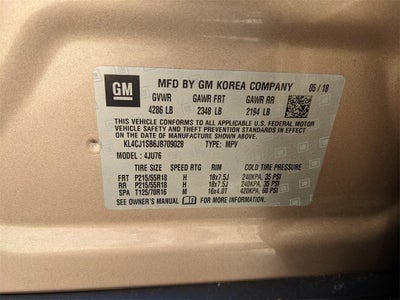 GM
MFD BY GM KOREA COMPANY 05 / 18
GVWR GAWR FRT GAWR RR
4286 LB 2348 LB 2194 LB
THIS VEHICLE CONFORMS TO ALL APPLICABLE U.S. FEDERAL MOTOR
VEHICLE SAFETY, BUMPER, AND THEFT PREVENTION STANDARDS IN
EFFECT ON THE DATE OF MANUFACTURE SHOWN ABOVE.
KL4CJ1SB6JB709028 TYPE: MPV
MODEL: 4JU76
TIRE SIZE SPEED RTG RIM COLD TIRE PRESSURE
FRT P215/55R18 H 18x7.5J 240KPA, 35 PSI
RR P215/55R18 H 18x7.5J 240KPA, 35 PSI
SPA T125/70R16 M 16x4.0T 420KPA, 60 PSI
SEE OWNER'S MANUAL FOR ADDITIONAL INFORMATION.